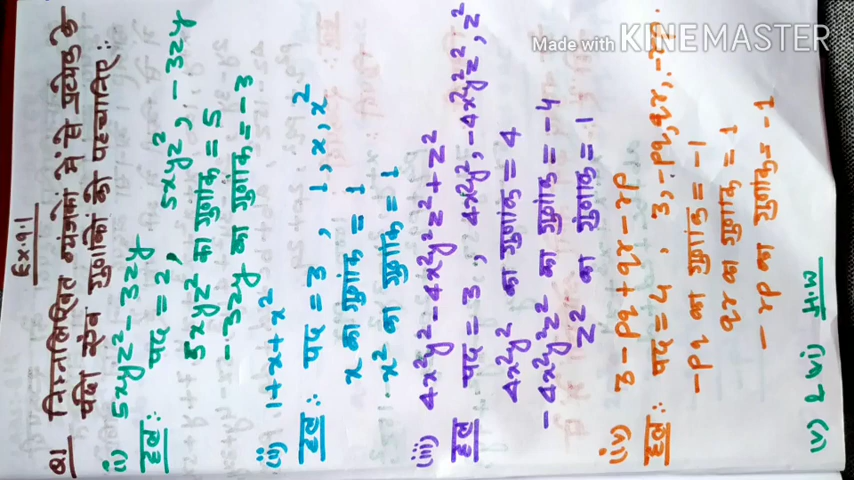 Ex.9.1
Q1 निम्नलिखित व्यंजकों में से प्रत्येक के
पदों एवं गुणांकों को पहचानिए:
(i) 5xyz² - 3zy
हल: पद = 2, 5xyz², -3zy
5xyz² का गुणांक = 5
-3zy का गुणांक = -3
(ii) 1+x+x²
हल: पद = 3, 1, x, x²
x का गुणांक = 1
x² का गुणांक = 1
(iii) 4x²y² - 4x²y²z² + z²
हल पद = 3, 4x²y², -4x²y²z², z²
4x²y² का गुणांक = 4
-4x²y²z² का गुणांक = -4
z² का गुणांक = 1
(iv) 3 - pq + qr - rp
हल: पद = 4, 3, -pq, qr, -rp.
-pq का गुणांक = -1
qr का गुणांक = 1
-rp का गुणांक = -1
(v) & vi) H.W
Made with KINEMASTER